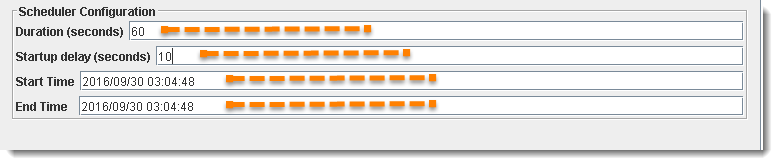 Scheduler Configuration
Duration (seconds) 60
Startup delay (seconds) 10
Start Time 2016/09/30 03:04:48
End Time 2016/09/30 03:04:48